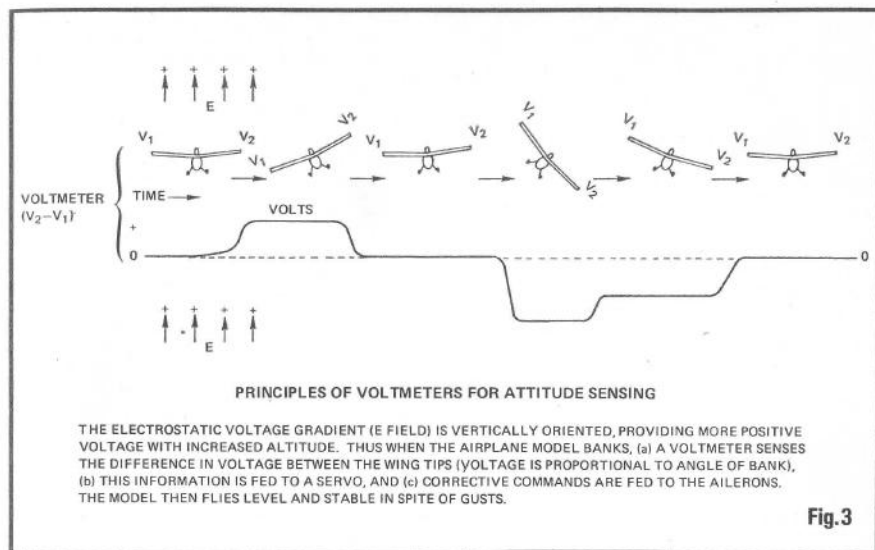 + + + +
E
V1 V2
V1 V2
V1 V2
V1 V2
V1 V2
V1 V2
VOLTMETER
(V2–V1)
TIME
VOLTS
+
0 0
+ + + +
E
PRINCIPLES OF VOLTMETERS FOR ATTITUDE SENSING
THE ELECTROSTATIC VOLTAGE GRADIENT (E FIELD) IS VERTICALLY ORIENTED, PROVIDING MORE POSITIVE
VOLTAGE WITH INCREASED ALTITUDE. THUS WHEN THE AIRPLANE MODEL BANKS, (a) A VOLTMETER SENSES
THE DIFFERENCE IN VOLTAGE BETWEEN THE WING TIPS (VOLTAGE IS PROPORTIONAL TO ANGLE OF BANK),
(b) THIS INFORMATION IS FED TO A SERVO, AND (c) CORRECTIVE COMMANDS ARE FED TO THE AILERONS.
THE MODEL THEN FLIES LEVEL AND STABLE IN SPITE OF GUSTS.
Fig.3